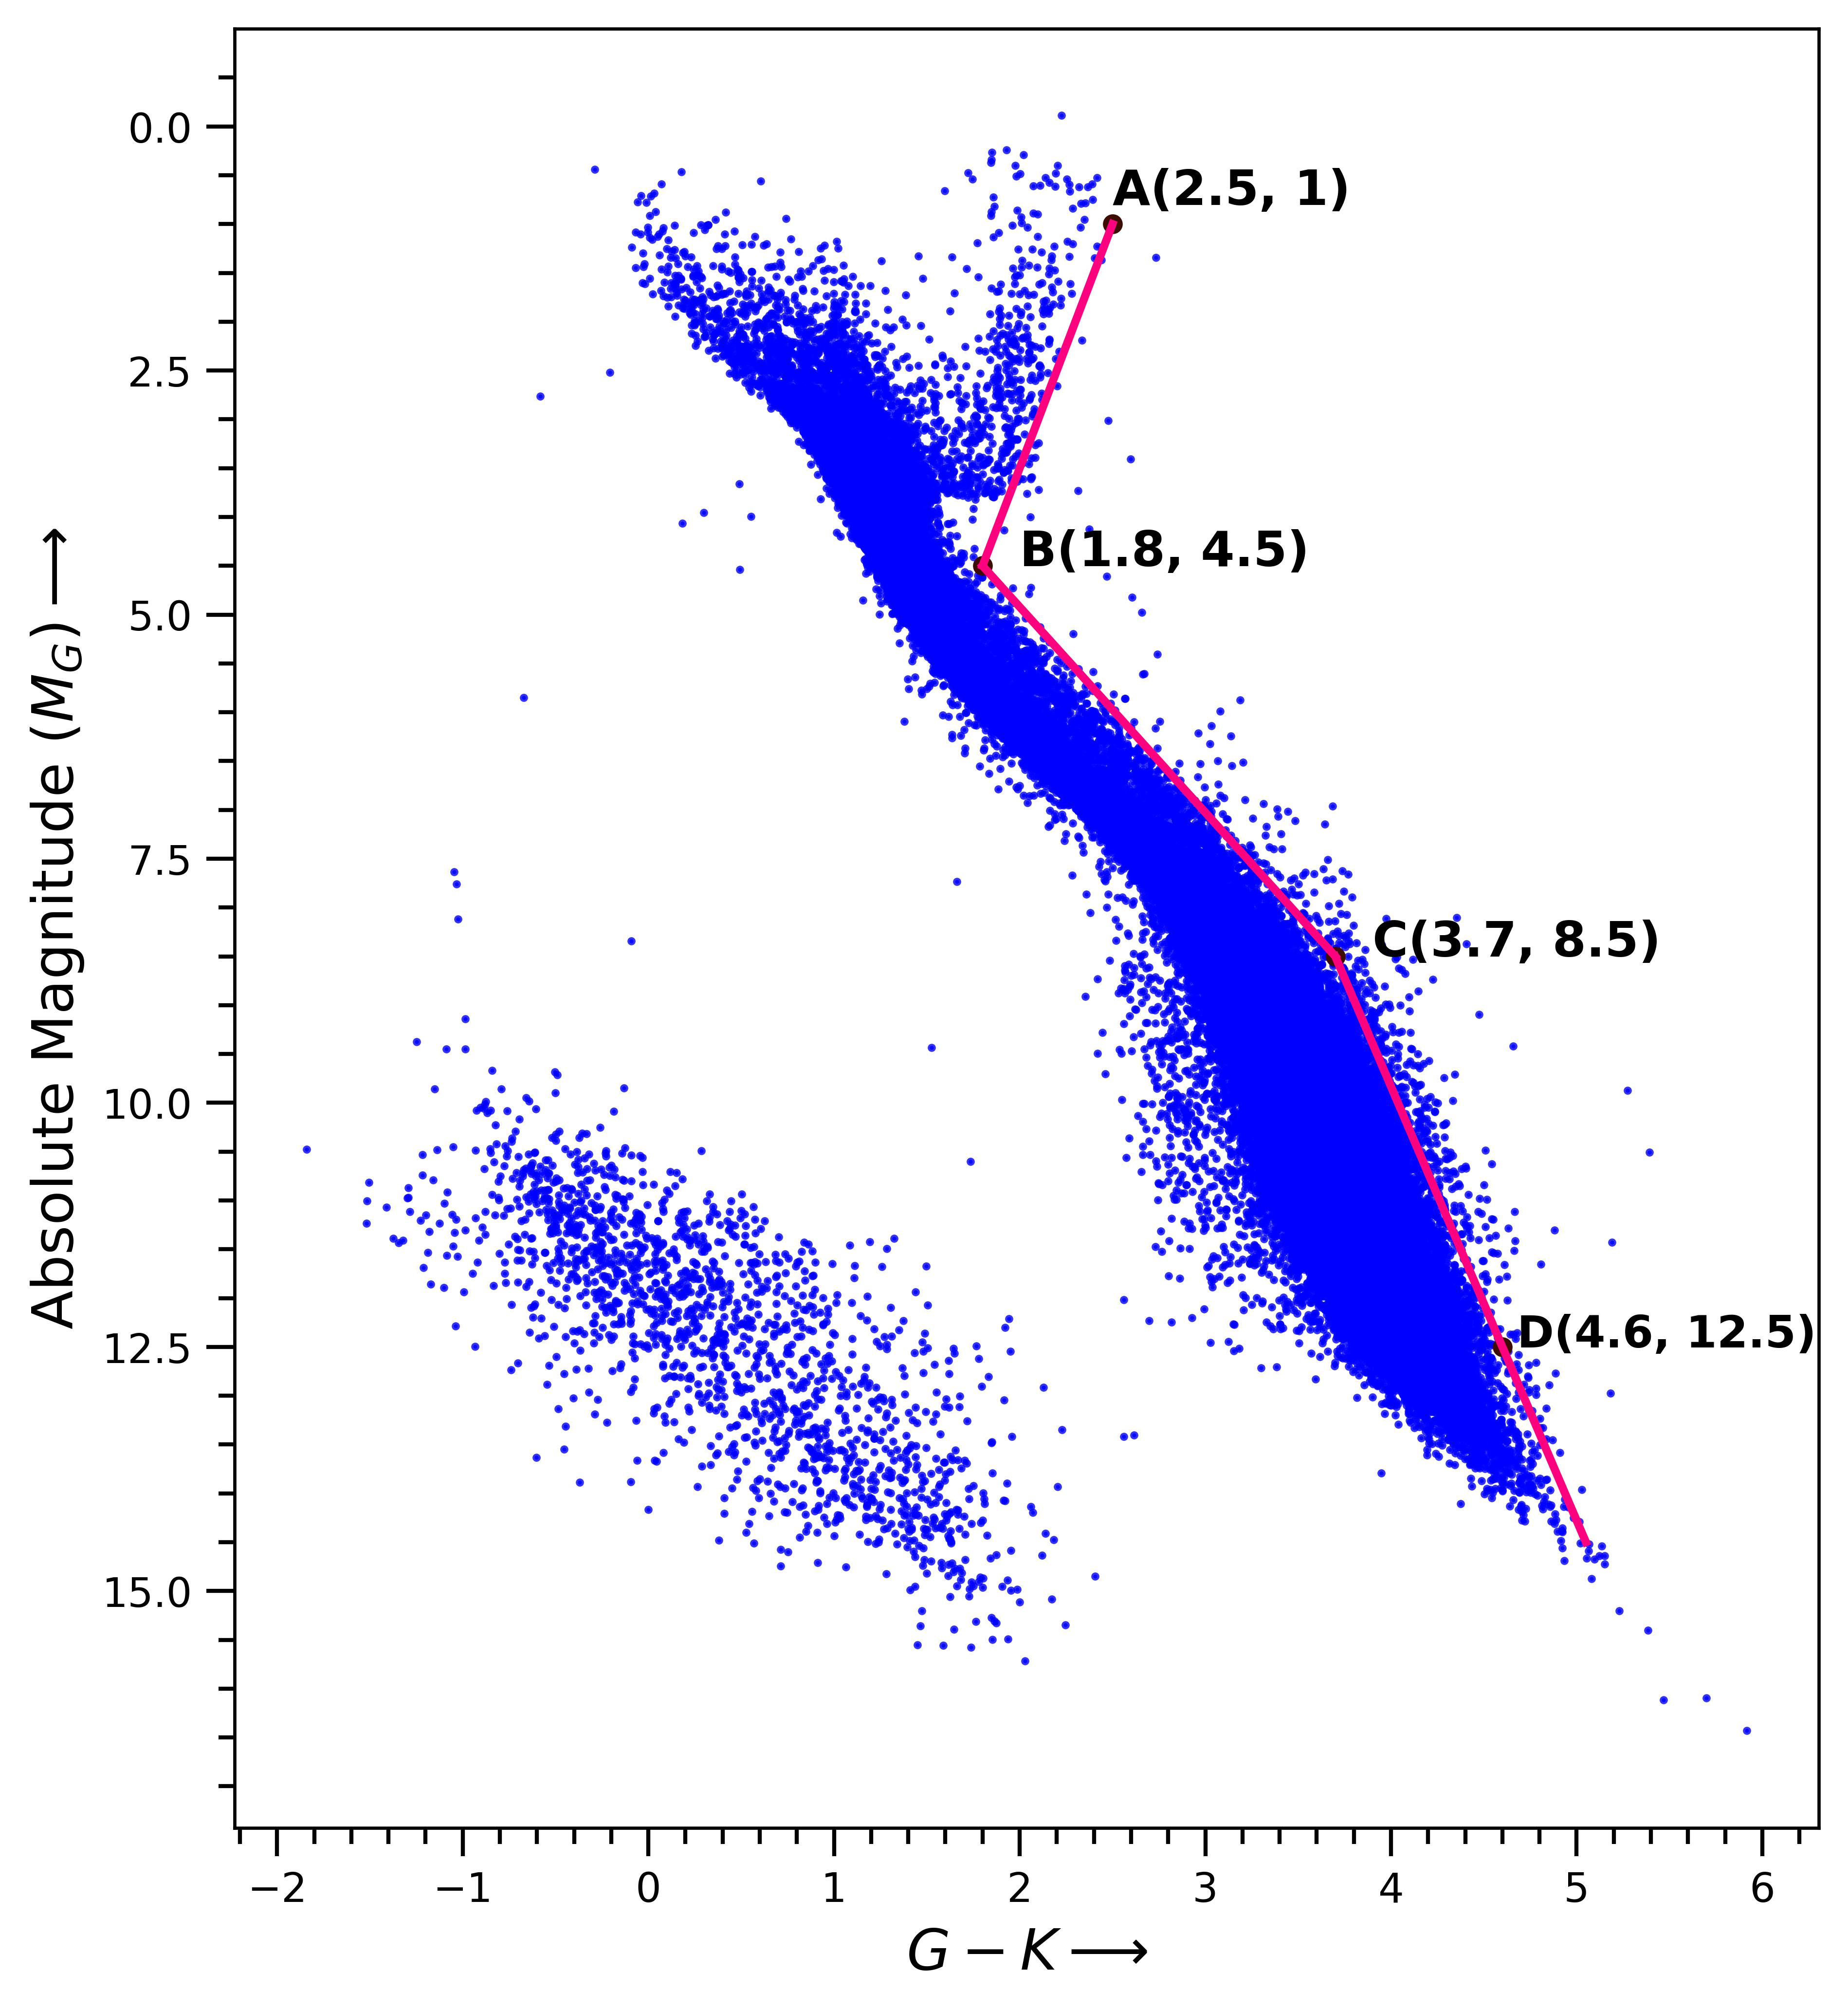 A(2.5, 1)
B(1.8, 4.5)
C(3.7, 8.5)
D(4.6, 12.5)
0.0
2.5
5.0
7.5
10.0
12.5
15.0
Absolute Magnitude (M_G) ⟶
−2 −1 0 1 2 3 4 5 6
G − K ⟶